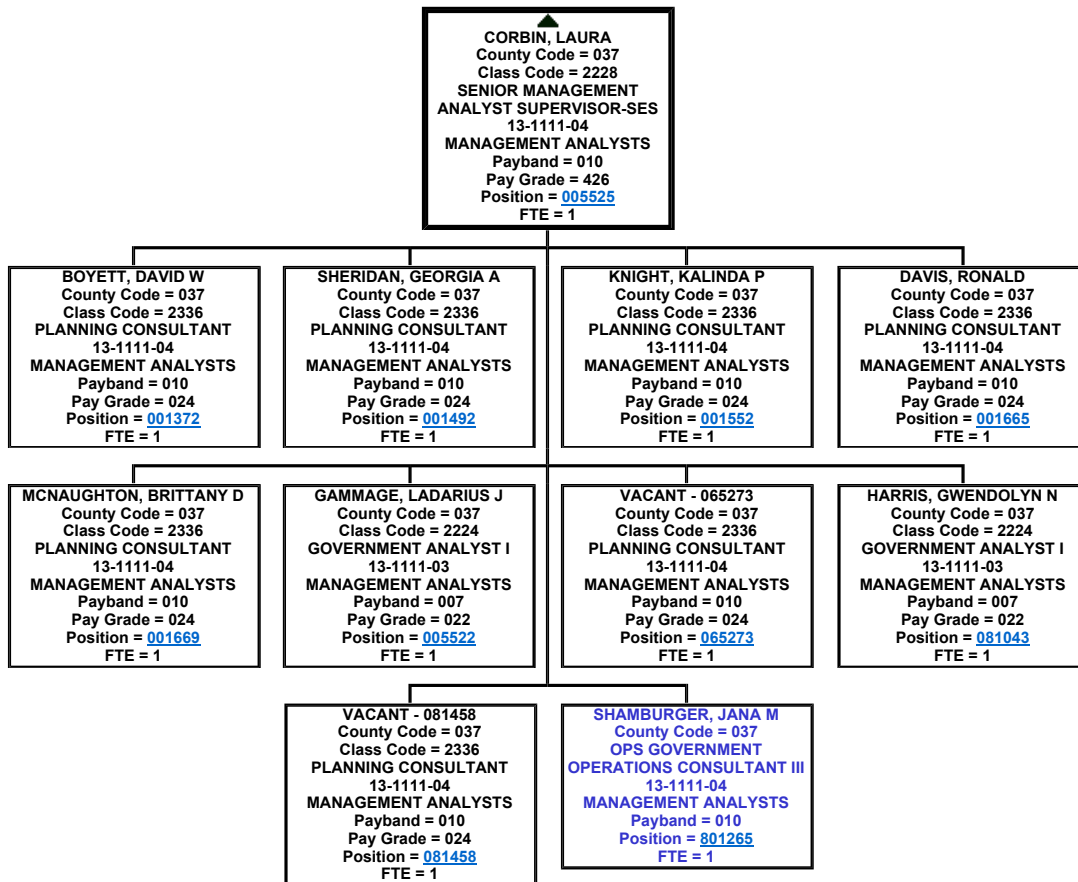 CORBIN, LAURA
County Code = 037
Class Code = 2228
SENIOR MANAGEMENT
ANALYST SUPERVISOR-SES
13-1111-04
MANAGEMENT ANALYSTS
Payband = 010
Pay Grade = 426
Position = 005525
FTE = 1
BOYETT, DAVID W
County Code = 037
Class Code = 2336
PLANNING CONSULTANT
13-1111-04
MANAGEMENT ANALYSTS
Payband = 010
Pay Grade = 024
Position = 001372
FTE = 1
SHERIDAN, GEORGIA A
County Code = 037
Class Code = 2336
PLANNING CONSULTANT
13-1111-04
MANAGEMENT ANALYSTS
Payband = 010
Pay Grade = 024
Position = 001492
FTE = 1
KNIGHT, KALINDA P
County Code = 037
Class Code = 2336
PLANNING CONSULTANT
13-1111-04
MANAGEMENT ANALYSTS
Payband = 010
Pay Grade = 024
Position = 001552
FTE = 1
DAVIS, RONALD
County Code = 037
Class Code = 2336
PLANNING CONSULTANT
13-1111-04
MANAGEMENT ANALYSTS
Payband = 010
Pay Grade = 024
Position = 001665
FTE = 1
MCNAUGHTON, BRITTANY D
County Code = 037
Class Code = 2336
PLANNING CONSULTANT
13-1111-04
MANAGEMENT ANALYSTS
Payband = 010
Pay Grade = 024
Position = 001669
FTE = 1
GAMMAGE, LADARIUS J
County Code = 037
Class Code = 2224
GOVERNMENT ANALYST I
13-1111-03
MANAGEMENT ANALYSTS
Payband = 007
Pay Grade = 022
Position = 005522
FTE = 1
VACANT - 065273
County Code = 037
Class Code = 2336
PLANNING CONSULTANT
13-1111-04
MANAGEMENT ANALYSTS
Payband = 010
Pay Grade = 024
Position = 065273
FTE = 1
HARRIS, GWENDOLYN N
County Code = 037
Class Code = 2224
GOVERNMENT ANALYST I
13-1111-03
MANAGEMENT ANALYSTS
Payband = 007
Pay Grade = 022
Position = 081043
FTE = 1
VACANT - 081458
County Code = 037
Class Code = 2336
PLANNING CONSULTANT
13-1111-04
MANAGEMENT ANALYSTS
Payband = 010
Pay Grade = 024
Position = 081458
FTE = 1
SHAMBURGER, JANA M
County Code = 037
OPS GOVERNMENT
OPERATIONS CONSULTANT III
13-1111-04
MANAGEMENT ANALYSTS
Payband = 010
Position = 801265
FTE = 1